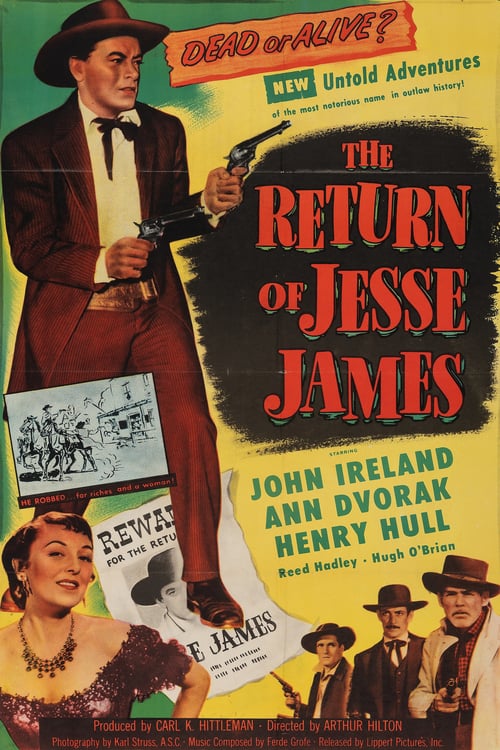 DEAD or ALIVE?
NEW Untold Adventures
of the most notorious name in outlaw history!
THE
RETURN
OF JESSE
JAMES
HE ROBBED...for riches and a woman!
STARRING
JOHN IRELAND
ANN DVORAK
HENRY HULL
Reed Hadley · Hugh O'Brian
REWA
FOR THE RETU
E JAMES
Produced by CARL K. HITTLEMAN · Directed by ARTHUR HILTON
Photography by Karl Struss, A.S.C. · Music Composed by Ferde Grofé · Released by Lippert Pictures, Inc.